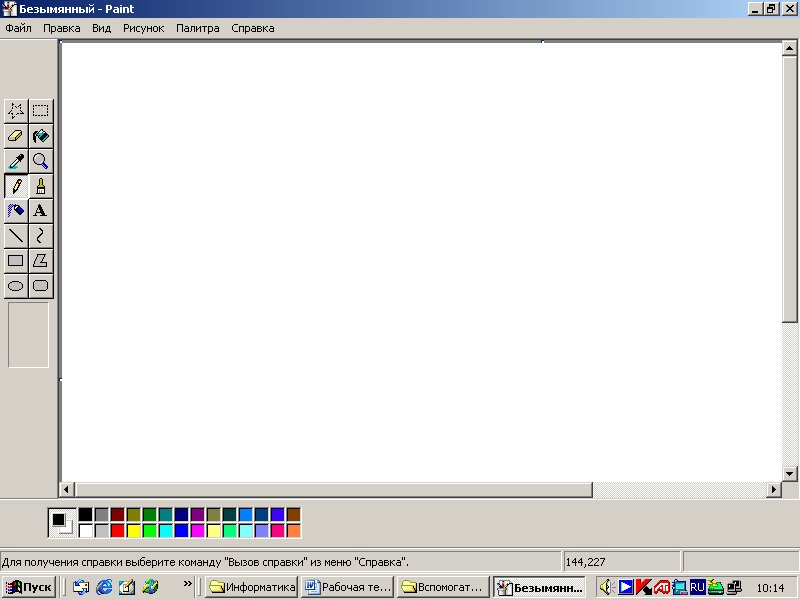 Безымянный - Paint
Файл Правка Вид Рисунок Палитра Справка
A
Для получения справки выберите команду "Вызов справки" из меню "Справка". 144,227
Пуск » Информатика Рабочая те... Вспомогат... Безымянн... RU 10:14